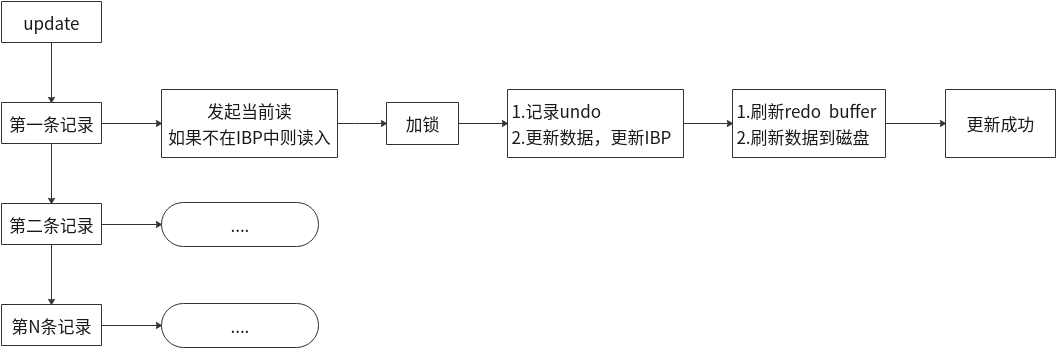 update
第一条记录
发起当前读
如果不在IBP中则读入
加锁
1.记录undo
2.更新数据，更新IBP
1.刷新redo buffer
2.刷新数据到磁盘
更新成功
第二条记录
....
第N条记录
....